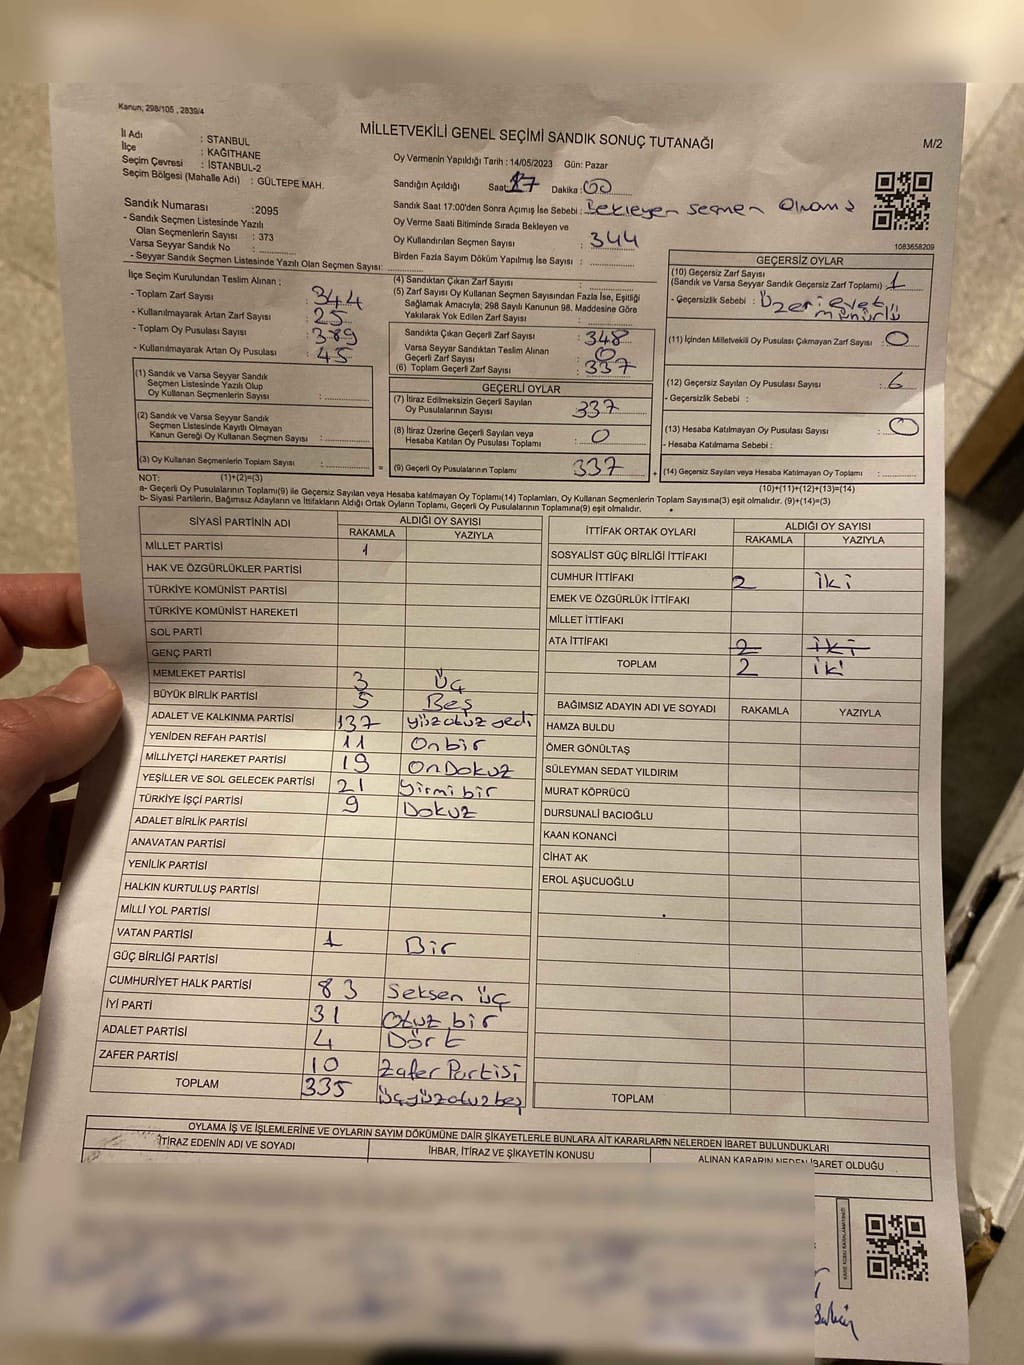 Kanun; 298/105 , 2839/4
MİLLETVEKİLİ GENEL SEÇİMİ SANDIK SONUÇ TUTANAĞI
M/2
İl Adı : İSTANBUL
İlçe : KAĞITHANE
Seçim Çevresi : İSTANBUL-2
Seçim Bölgesi (Mahalle Adı) : GÜLTEPE MAH.
Sandık Numarası :2095
- Sandık Seçmen Listesinde Yazılı
Olan Seçmenlerin Sayısı : 373
Varsa Seyyar Sandık No :
- Seyyar Sandık Seçmen Listesinde Yazılı Olan Seçmen Sayısı:
Oy Vermenin Yapıldığı Tarih : 14/05/2023 Gün: Pazar
Sandığın Açıldığı Saat: 17 Dakika : 00
Sandık Saat 17:00'den Sonra Açılmış İse Sebebi : Bekleyen seçmen
Oy Verme Saati Bitiminde Sırada Bekleyen ve
Oy Kullandırılan Seçmen Sayısı : 344
Birden Fazla Sayım Döküm Yapılmış İse Sayısı :
1083658209
İlçe Seçim Kurulundan Teslim Alınan ;
- Toplam Zarf Sayısı : 344
- Kullanılmayarak Artan Zarf Sayısı : 25
- Toplam Oy Pusulası Sayısı : 389
- Kullanılmayarak Artan Oy Pusulası : 45
(1) Sandık ve Varsa Seyyar Sandık
Seçmen Listesinde Yazılı Olup
Oy Kullanan Seçmenlerin Sayısı :
(2) Sandık ve Varsa Seyyar Sandık
Seçmen Listesinde Kayıtlı Olmayan
Kanun Gereği Oy Kullanan Seçmen Sayısı :
(3) Oy Kullanan Seçmenlerin Toplam Sayısı :
(1)+(2)=(3)
(4) Sandıktan Çıkan Zarf Sayısı :
(5) Zarf Sayısı Oy Kullanan Seçmen Sayısından Fazla İse, Eşitliği
Sağlamak Amacıyla; 298 Sayılı Kanunun 98. Maddesine Göre
Yakılarak Yok Edilen Zarf Sayısı :
Sandıkta Çıkan Geçerli Zarf Sayısı : 348
Varsa Seyyar Sandıktan Teslim Alınan
Geçerli Zarf Sayısı : 0
(6) Toplam Geçerli Zarf Sayısı : 337
GEÇERLİ OYLAR
(7) İtiraz Edilmeksizin Geçerli Sayılan
Oy Pusulalarının Sayısı 337
(8) İtiraz Üzerine Geçerli Sayılan veya
Hesaba Katılan Oy Pusulası Toplamı : 0
= (9) Geçerli Oy Pusulalarının Toplamı 337 +
GEÇERSİZ OYLAR
(10) Geçersiz Zarf Sayısı
(Sandık ve Varsa Seyyar Sandık Geçersiz Zarf Toplamı) : 1
- Geçersizlik Sebebi : Üzeri evet
mühürlü
(11) İçinden Milletvekili Oy Pusulası Çıkmayan Zarf Sayısı : 0
(12) Geçersiz Sayılan Oy Pusulası Sayısı : 6
- Geçersizlik Sebebi :
(13) Hesaba Katılmayan Oy Pusulası Sayısı : 0
- Hesaba Katılmama Sebebi :
(14) Geçersiz Sayılan veya Hesaba Katılmayan Oy Toplamı :
(10)+(11)+(12)+(13)=(14)
NOT:
a- Geçerli Oy Pusulalarının Toplamı(9) ile Geçersiz Sayılan veya Hesaba katılmayan Oy Toplamı(14) Toplamları, Oy Kullanan Seçmenlerin Toplam Sayısına(3) eşit olmalıdır. (9)+(14)=(3)
b- Siyasi Partilerin, Bağımsız Adayların ve İttifakların Aldığı Oyların Toplamı, Geçerli Oy Pusulalarının Toplamına(9) eşit olmalıdır.
SİYASİ PARTİNİN ADI ALDIĞI OY SAYISI
RAKAMLA YAZIYLA
MİLLET PARTİSİ 1
HAK VE ÖZGÜRLÜKLER PARTİSİ
TÜRKİYE KOMÜNİST PARTİSİ
TÜRKİYE KOMÜNİST HAREKETİ
SOL PARTİ
GENÇ PARTİ
MEMLEKET PARTİSİ 3 Üç
BÜYÜK BİRLİK PARTİSİ 5 Beş
ADALET VE KALKINMA PARTİSİ 137 yüzotuz yedi
YENİDEN REFAH PARTİSİ 11 Onbir
MİLLİYETÇİ HAREKET PARTİSİ 19 OnDokuz
YEŞİLLER VE SOL GELECEK PARTİSİ 21 yirmi bir
TÜRKİYE İŞÇİ PARTİSİ 9 Dokuz
ADALET BİRLİK PARTİSİ
ANAVATAN PARTİSİ
YENİLİK PARTİSİ
HALKIN KURTULUŞ PARTİSİ
MİLLİ YOL PARTİSİ
VATAN PARTİSİ 1 Bir
GÜÇ BİRLİĞİ PARTİSİ
CUMHURİYET HALK PARTİSİ 83 Seksen üç
İYİ PARTİ 31 Otuz bir
ADALET PARTİSİ 4 Dört
ZAFER PARTİSİ 10 Zafer Partisi
TOPLAM 335 üçyüzotuzbeş
İTTİFAK ORTAK OYLARI ALDIĞI OY SAYISI
RAKAMLA YAZIYLA
SOSYALİST GÜÇ BİRLİĞİ İTTİFAKI
CUMHUR İTTİFAKI 2 iki
EMEK VE ÖZGÜRLÜK İTTİFAKI
MİLLET İTTİFAKI
ATA İTTİFAKI 2 iki
TOPLAM 2 iki
BAĞIMSIZ ADAYIN ADI VE SOYADI RAKAMLA YAZIYLA
HAMZA BULDU
ÖMER GÖNÜLTAŞ
SÜLEYMAN SEDAT YILDIRIM
MURAT KÖPRÜCÜ
DURSUNALİ BACIOĞLU
KAAN KONANCİ
CİHAT AK
EROL AŞUCUOĞLU
TOPLAM
OYLAMA İŞ VE İŞLEMLERİNE VE OYLARIN SAYIM DÖKÜMÜNE DAİR ŞİKAYETLERLE BUNLARA AİT KARARLARIN NELERDEN İBARET BULUNDUKLARI
İTİRAZ EDENİN ADI VE SOYADI İHBAR, İTİRAZ VE ŞİKAYETİN KONUSU ALINAN KARARIN NEDEN İBARET OLDUĞU